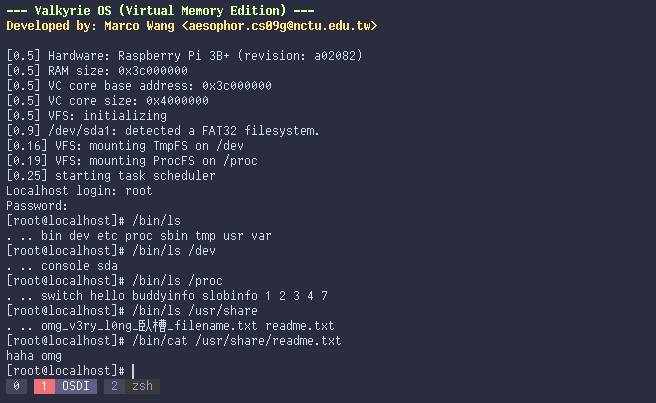 --- Valkyrie OS (Virtual Memory Edition) ---
Developed by: Marco Wang <aesophor.cs09g@nctu.edu.tw>
[0.5] Hardware: Raspberry Pi 3B+ (revision: a02082)
[0.5] RAM size: 0x3c000000
[0.5] VC core base address: 0x3c000000
[0.5] VC core size: 0x4000000
[0.5] VFS: initializing
[0.9] /dev/sda1: detected a FAT32 filesystem.
[0.16] VFS: mounting TmpFS on /dev
[0.19] VFS: mounting ProcFS on /proc
[0.25] starting task scheduler
Localhost login: root
Password:
[root@localhost]# /bin/ls
. .. bin dev etc proc sbin tmp usr var
[root@localhost]# /bin/ls /dev
. .. console sda
[root@localhost]# /bin/ls /proc
. .. switch hello buddyinfo slobinfo 1 2 3 4 7
[root@localhost]# /bin/ls /usr/share
. .. omg_v3ry_l0ng_臥槽_filename.txt readme.txt
[root@localhost]# /bin/cat /usr/share/readme.txt
haha omg
[root@localhost]#
0 1 OSDI 2 zsh